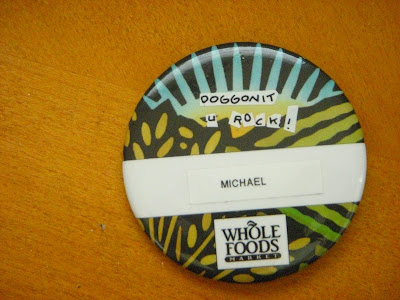 DOGGONIT
U ROCK!
MICHAEL
WHOLE
FOODS
MARKET